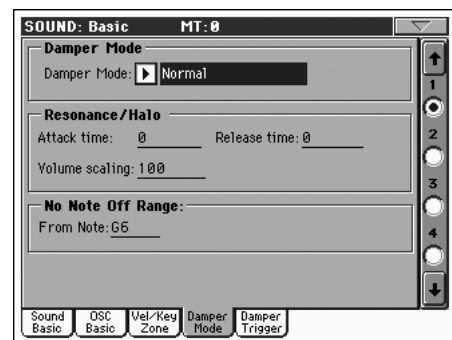 SOUND: Basic MT:0
Damper Mode
Damper Mode: Normal
Resonance/Halo
Attack time: 0 Release time: 0
Volume scaling: 100
No Note Off Range:
From Note: G6
1
2
3
4
Sound Basic
OSC Basic
Vel/Key Zone
Damper Mode
Damper Trigger